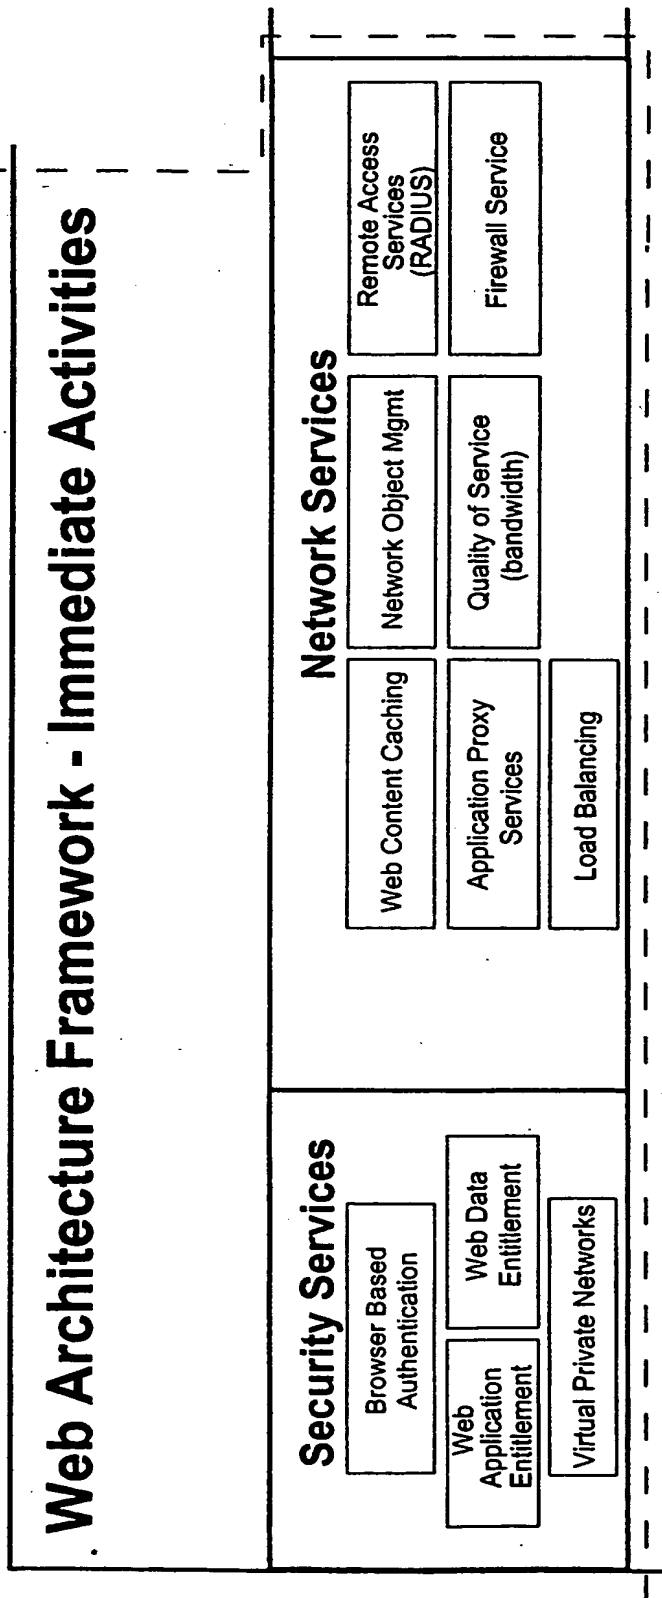 Web Architecture Framework - Immediate Activities
Security Services
Browser Based
Authentication
Web
Application
Entitlement
Web Data
Entitlement
Virtual Private Networks
Network Services
Web Content Caching
Network Object Mgmt
Remote Access
Services
(RADIUS)
Application Proxy
Services
Quality of Service
(bandwidth)
Firewall Service
Load Balancing